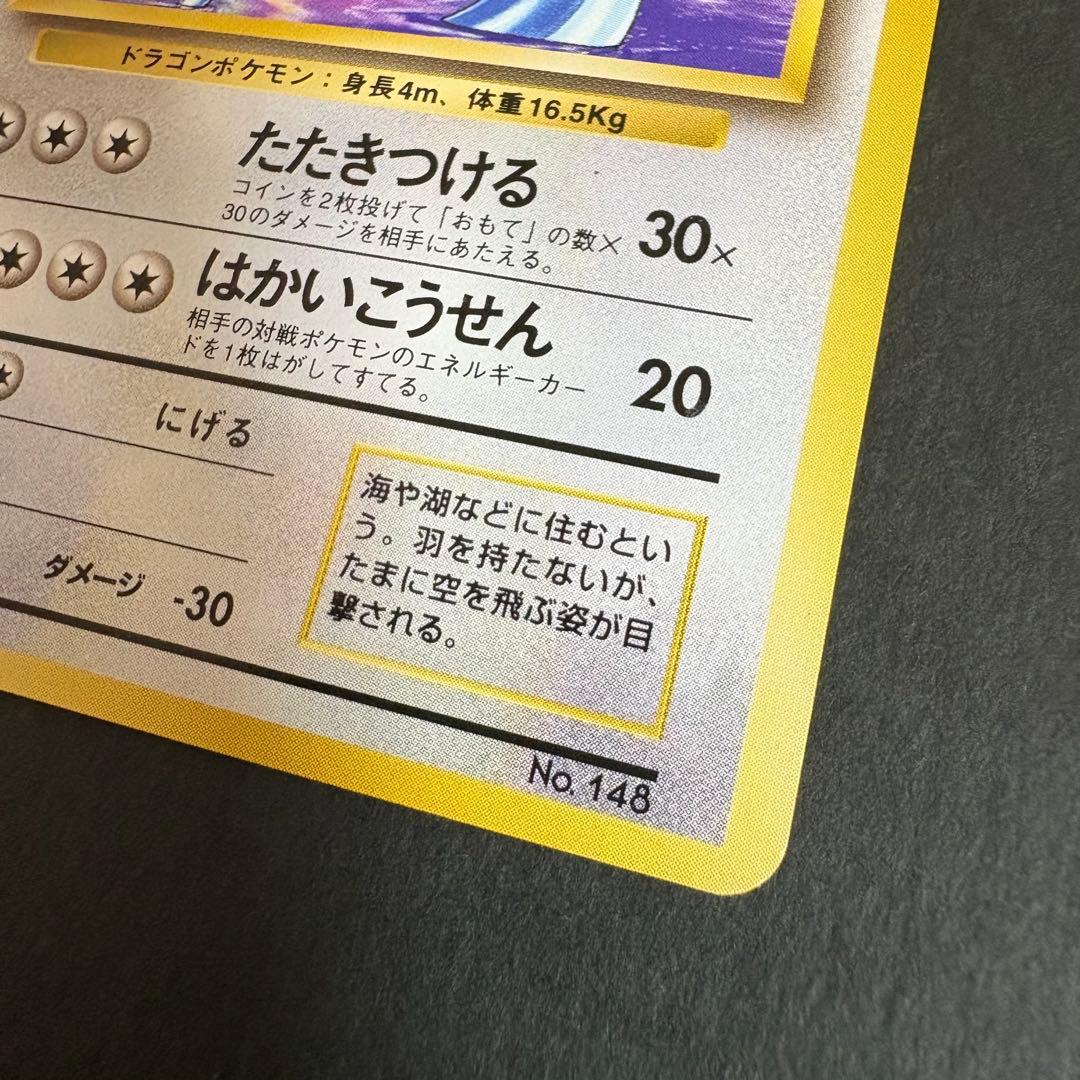 ドラゴンポケモン：身長4m、体重16.5Kg
たたきつける
コインを2枚投げて「おもて」の数×
30のダメージを相手にあたえる。
30×
はかいこうせん
相手の対戦ポケモンのエネルギーカー
ドを1枚はがしてすてる。
20
にげる
ダメージ -30
海や湖などに住むとい
う。羽を持たないが、
たまに空を飛ぶ姿が目
撃される。
No. 148